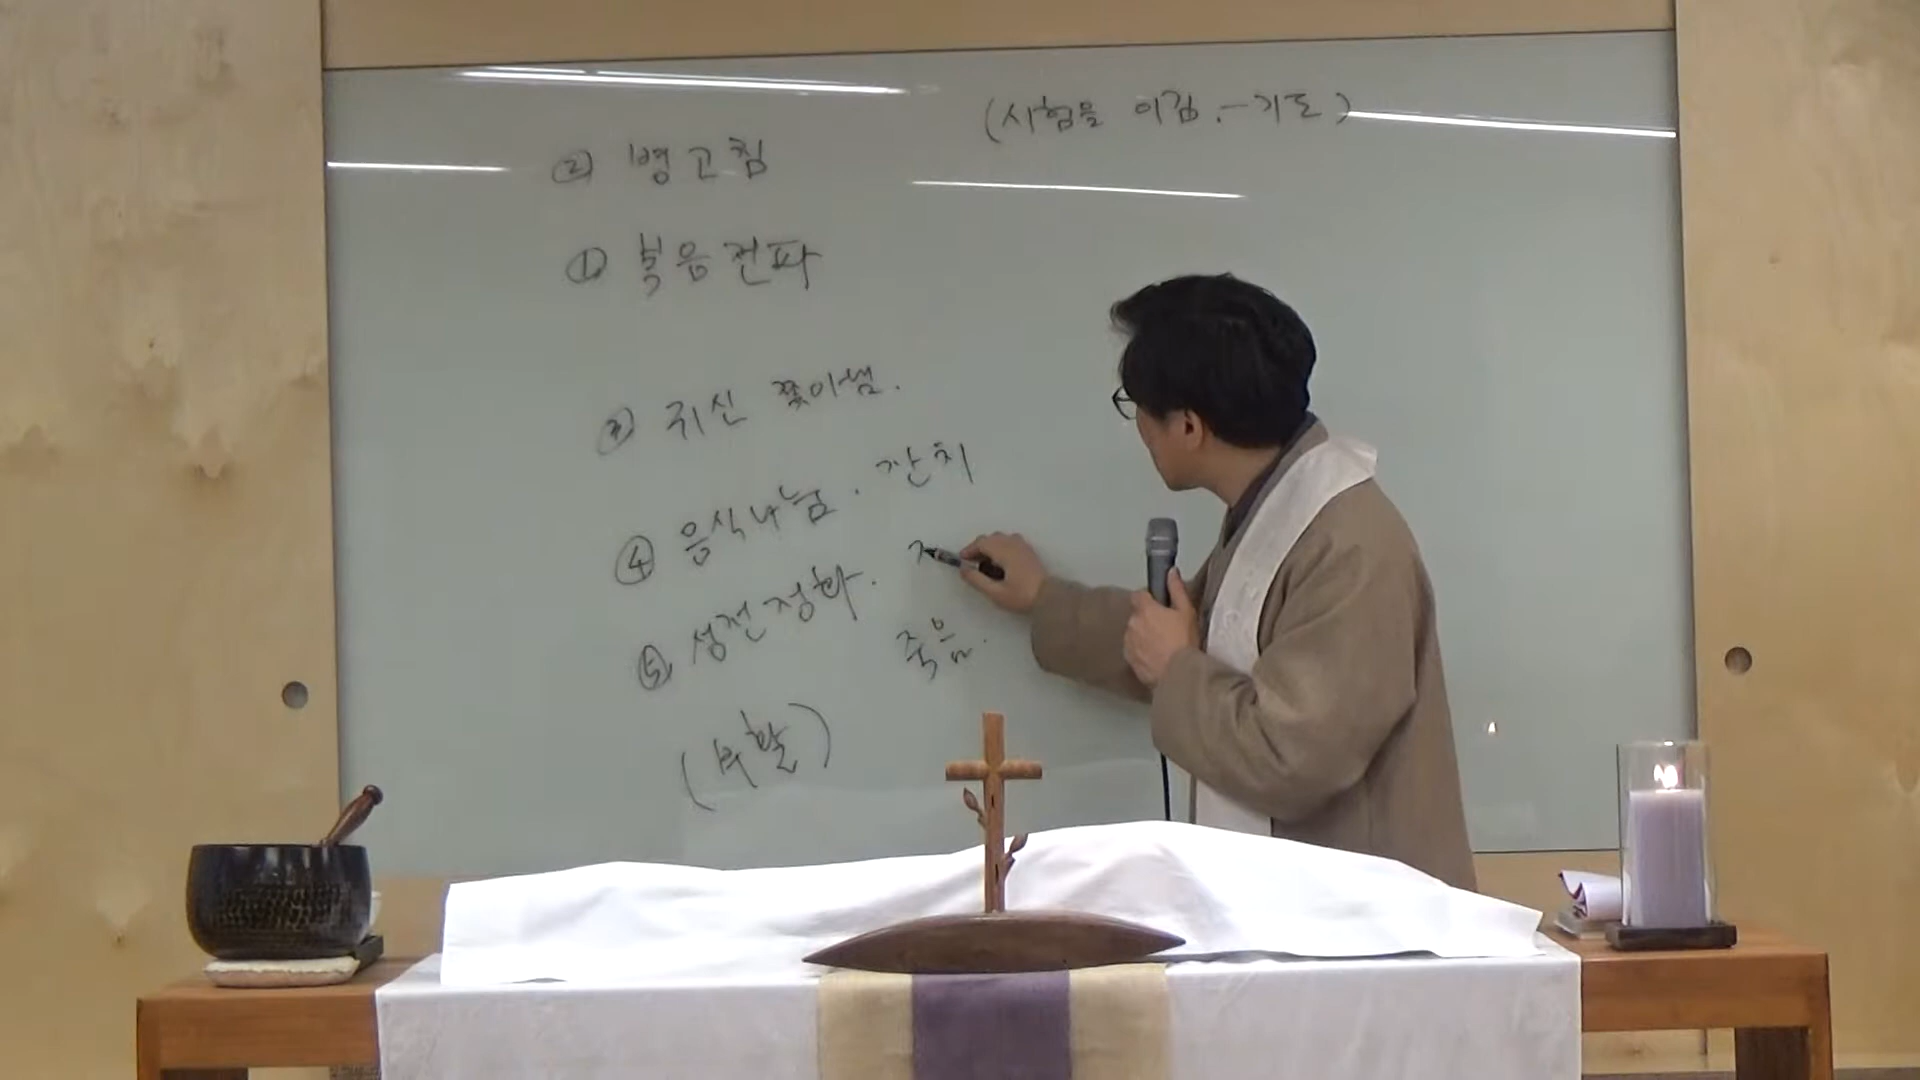 (시험을 이김. - 기도)
② 병고침
① 복음전파
③ 귀신 쫓아냄.
④ 음식나눔. 잔치
⑤ 성전정화.
죽음.
(부활)